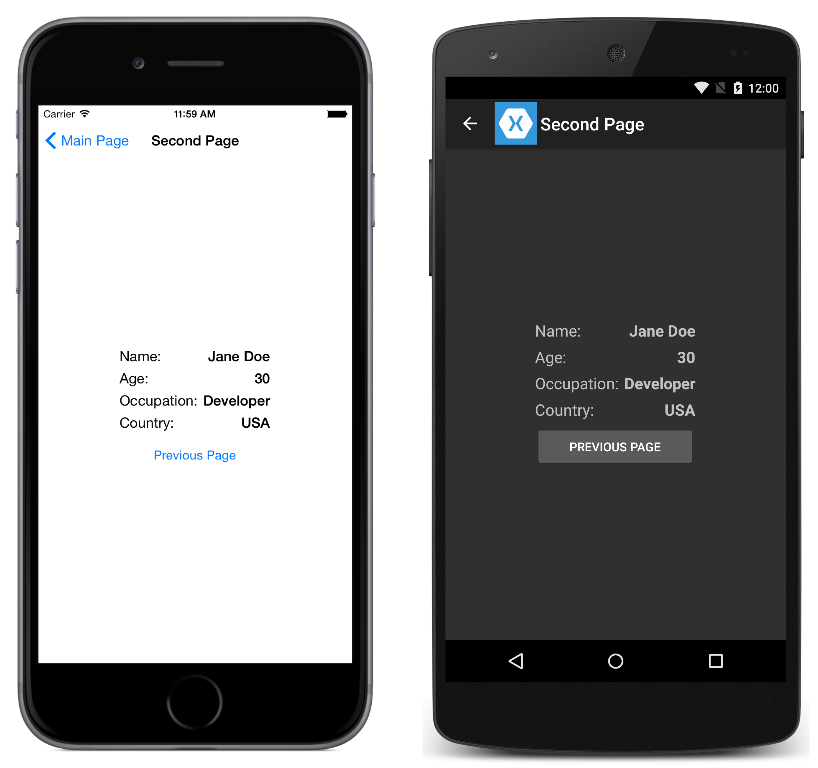 Carrier 11:59 AM
Main Page Second Page
Name: Jane Doe
Age: 30
Occupation: Developer
Country: USA
Previous Page
12:00
Second Page
Name: Jane Doe
Age: 30
Occupation: Developer
Country: USA
PREVIOUS PAGE